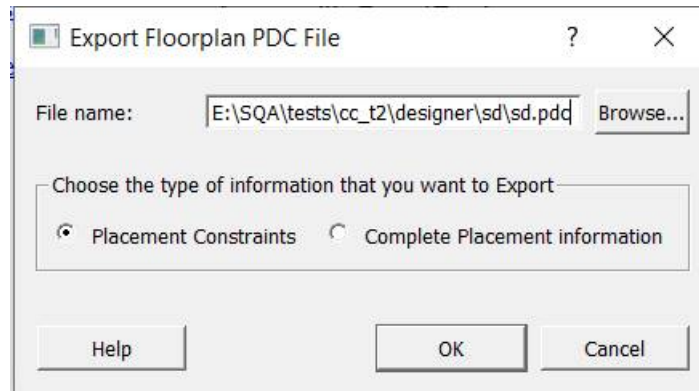 Export Floorplan PDC File ?
File name: E:\SQA\tests\cc_t2\designer\sd\sd.pdc Browse...
Choose the type of information that you want to Export
Placement Constraints Complete Placement information
Help OK Cancel